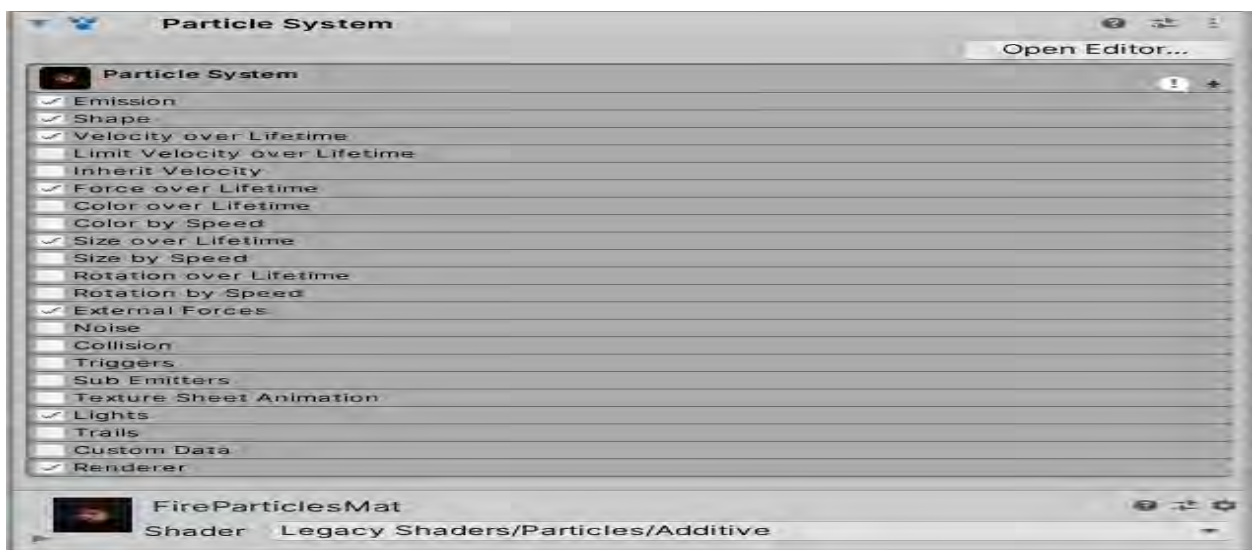 Particle System
Open Editor...
Particle System
Emission
Shape
Velocity over Lifetime
Limit Velocity over Lifetime
Inherit Velocity
Force over Lifetime
Color over Lifetime
Color by Speed
Size over Lifetime
Size by Speed
Rotation over Lifetime
Rotation by Speed
External Forces
Noise
Collision
Triggers
Sub Emitters
Texture Sheet Animation
Lights
Trails
Custom Data
Renderer
FireParticlesMat
Shader Legacy Shaders/Particles/Additive